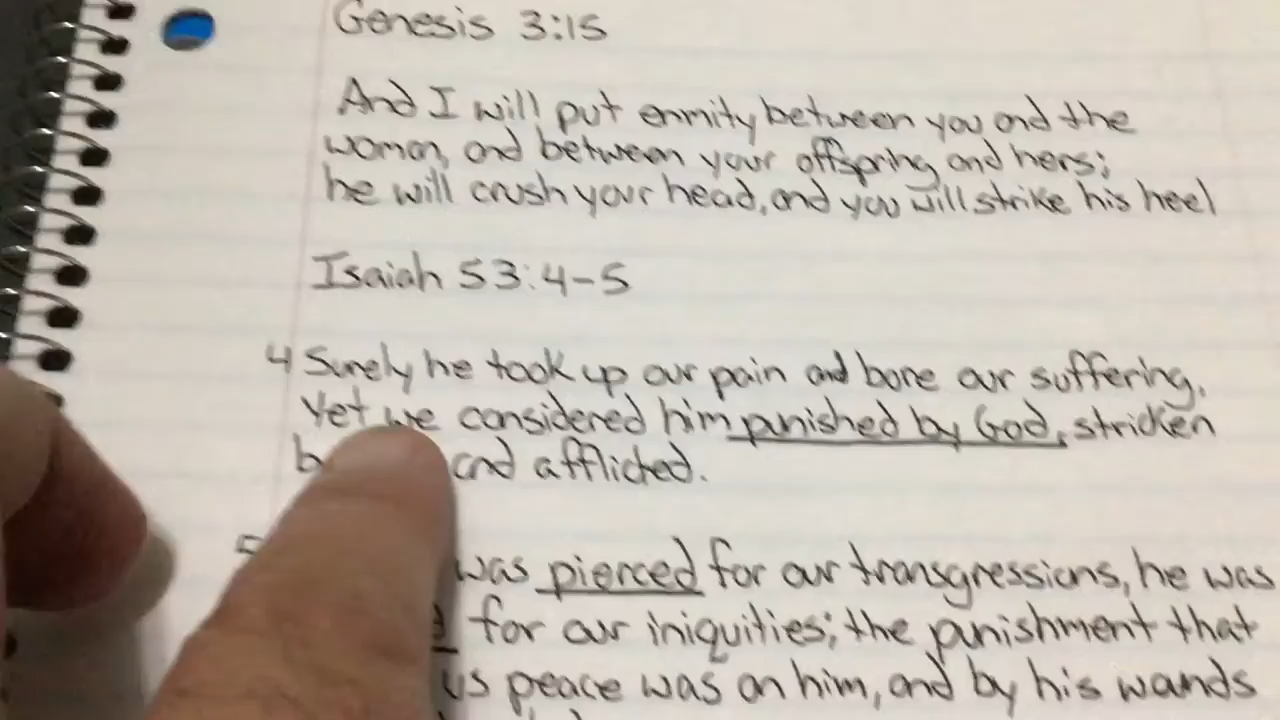 Genesis 3:15
And I will put enmity between you and the
woman, and between your offspring and hers;
he will crush your head, and you will strike his heel
Isaiah 53:4-5
4 Surely he took up our pain and bore our suffering,
Yet we considered him punished by God, stricken
and afflicted.
was pierced for our transgressions, he was
for our iniquities; the punishment that
us peace was on him, and by his wounds